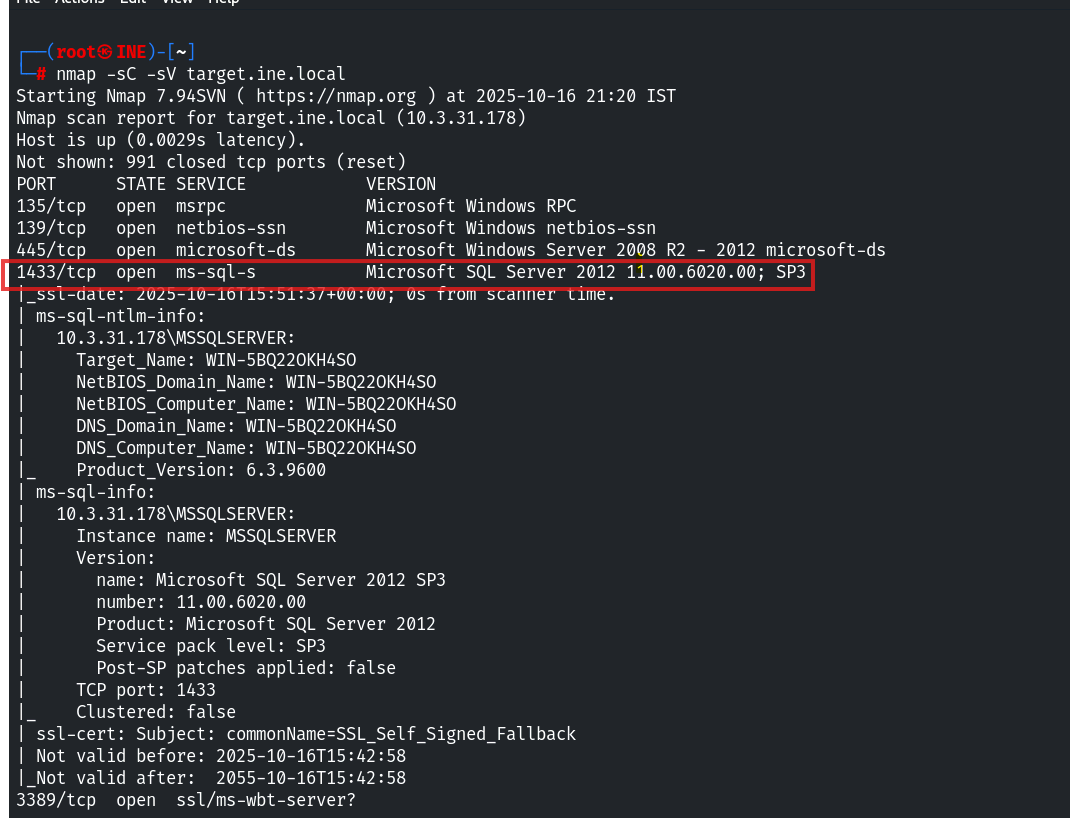 File Actions Edit View Help
┌──(root㉿INE)-[~]
└─# nmap -sC -sV target.ine.local
Starting Nmap 7.94SVN ( https://nmap.org ) at 2025-10-16 21:20 IST
Nmap scan report for target.ine.local (10.3.31.178)
Host is up (0.0029s latency).
Not shown: 991 closed tcp ports (reset)
PORT      STATE SERVICE            VERSION
135/tcp   open  msrpc              Microsoft Windows RPC
139/tcp   open  netbios-ssn        Microsoft Windows netbios-ssn
445/tcp   open  microsoft-ds       Microsoft Windows Server 2008 R2 - 2012 microsoft-ds
1433/tcp  open  ms-sql-s           Microsoft SQL Server 2012 11.00.6020.00; SP3
|_ssl-date: 2025-10-16T15:51:37+00:00; 0s from scanner time.
| ms-sql-ntlm-info:
|   10.3.31.178\MSSQLSERVER:
|     Target_Name: WIN-5BQ22OKH4SO
|     NetBIOS_Domain_Name: WIN-5BQ22OKH4SO
|     NetBIOS_Computer_Name: WIN-5BQ22OKH4SO
|     DNS_Domain_Name: WIN-5BQ22OKH4SO
|     DNS_Computer_Name: WIN-5BQ22OKH4SO
|_    Product_Version: 6.3.9600
| ms-sql-info:
|   10.3.31.178\MSSQLSERVER:
|     Instance name: MSSQLSERVER
|     Version:
|       name: Microsoft SQL Server 2012 SP3
|       number: 11.00.6020.00
|       Product: Microsoft SQL Server 2012
|       Service pack level: SP3
|       Post-SP patches applied: false
|     TCP port: 1433
|_    Clustered: false
| ssl-cert: Subject: commonName=SSL_Self_Signed_Fallback
| Not valid before: 2025-10-16T15:42:58
|_Not valid after:  2055-10-16T15:42:58
3389/tcp  open  ssl/ms-wbt-server?